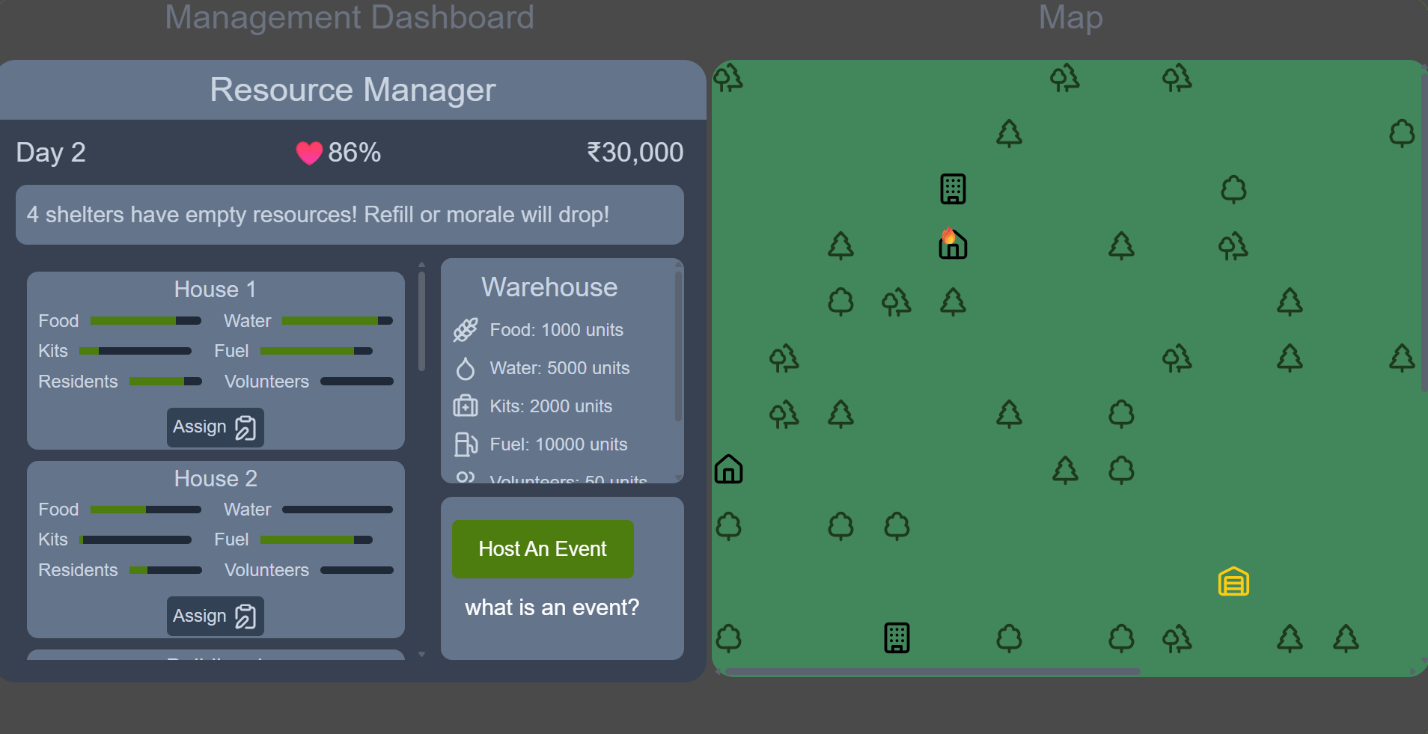 Management Dashboard
Map
Resource Manager
Day 2
86%
₹30,000
4 shelters have empty resources! Refill or morale will drop!
House 1
Food
Water
Kits
Fuel
Residents
Volunteers
Assign
House 2
Food
Water
Kits
Fuel
Residents
Volunteers
Assign
Warehouse
Food: 1000 units
Water: 5000 units
Kits: 2000 units
Fuel: 10000 units
Volunteers: 50 units
Host An Event
what is an event?